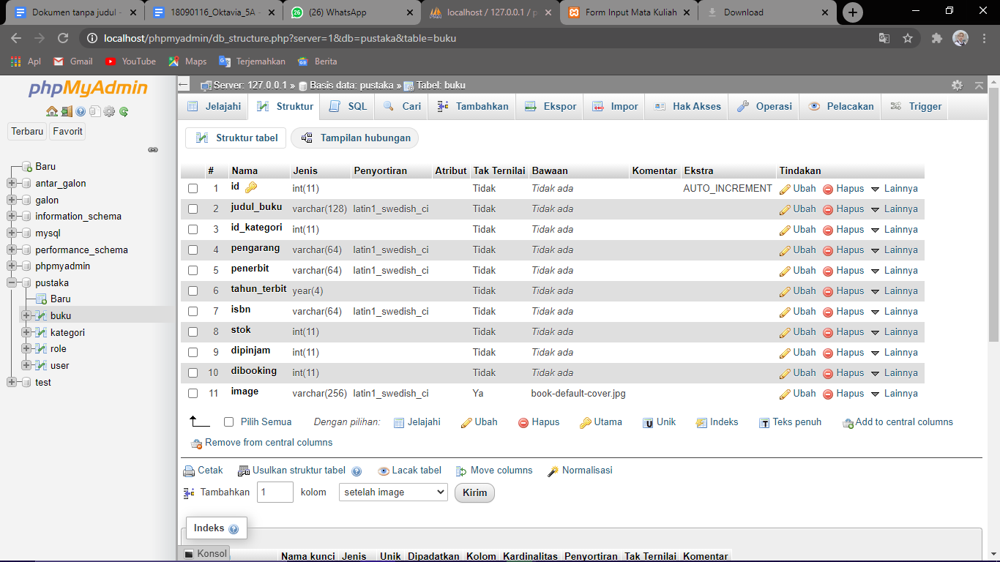 Dokumen tanpa judul -
18090116_Oktavia_5A -
(26) WhatsApp
localhost / 127.0.0.1 / p
Form Input Mata Kuliah
Download
localhost/phpmyadmin/db_structure.php?server=1&db=pustaka&table=buku
Apl Gmail YouTube Maps Terjemahkan Berita
phpMyAdmin
Terbaru Favorit
Baru
antar_galon
galon
information_schema
mysql
performance_schema
phpmyadmin
pustaka
Baru
buku
kategori
role
user
test
Server: 127.0.0.1 » Basis data: pustaka » Tabel: buku
Jelajahi Struktur SQL Cari Tambahkan Ekspor Impor Hak Akses Operasi Pelacakan Trigger
Struktur tabel Tampilan hubungan
# Nama Jenis Penyortiran Atribut Tak Ternilai Bawaan Komentar Ekstra Tindakan
1 id int(11) Tidak Tidak ada AUTO_INCREMENT Ubah Hapus Lainnya
2 judul_buku varchar(128) latin1_swedish_ci Tidak Tidak ada Ubah Hapus Lainnya
3 id_kategori int(11) Tidak Tidak ada Ubah Hapus Lainnya
4 pengarang varchar(64) latin1_swedish_ci Tidak Tidak ada Ubah Hapus Lainnya
5 penerbit varchar(64) latin1_swedish_ci Tidak Tidak ada Ubah Hapus Lainnya
6 tahun_terbit year(4) Tidak Tidak ada Ubah Hapus Lainnya
7 isbn varchar(64) latin1_swedish_ci Tidak Tidak ada Ubah Hapus Lainnya
8 stok int(11) Tidak Tidak ada Ubah Hapus Lainnya
9 dipinjam int(11) Tidak Tidak ada Ubah Hapus Lainnya
10 dibooking int(11) Tidak Tidak ada Ubah Hapus Lainnya
11 image varchar(256) latin1_swedish_ci Ya book-default-cover.jpg Ubah Hapus Lainnya
Pilih Semua Dengan pilihan: Jelajahi Ubah Hapus Utama Unik Indeks Teks penuh Add to central columns
Remove from central columns
Cetak Usulkan struktur tabel Lacak tabel Move columns Normalisasi
Tambahkan 1 kolom setelah image Kirim
Indeks
Konsol
Nama kunci Jenis Unik Dipadatkan Kolom Kardinalitas Penyortiran Tak Ternilai Komentar